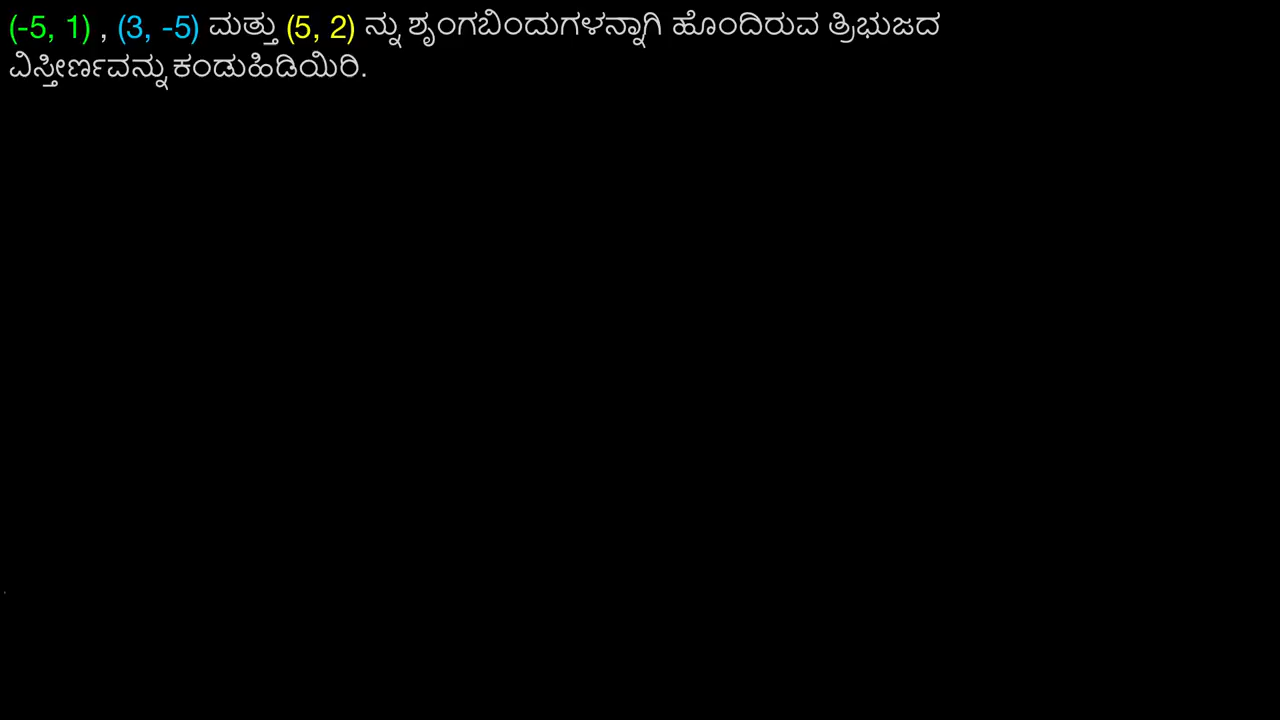 (-5, 1) , (3, -5) ಮತ್ತು (5, 2) ನ್ನು ಶೃಂಗಬಿಂದುಗಳನ್ನಾಗಿ ಹೊಂದಿರುವ ತ್ರಿಭುಜದ
ವಿಸ್ತೀರ್ಣವನ್ನು ಕಂಡುಹಿಡಿಯಿರಿ.